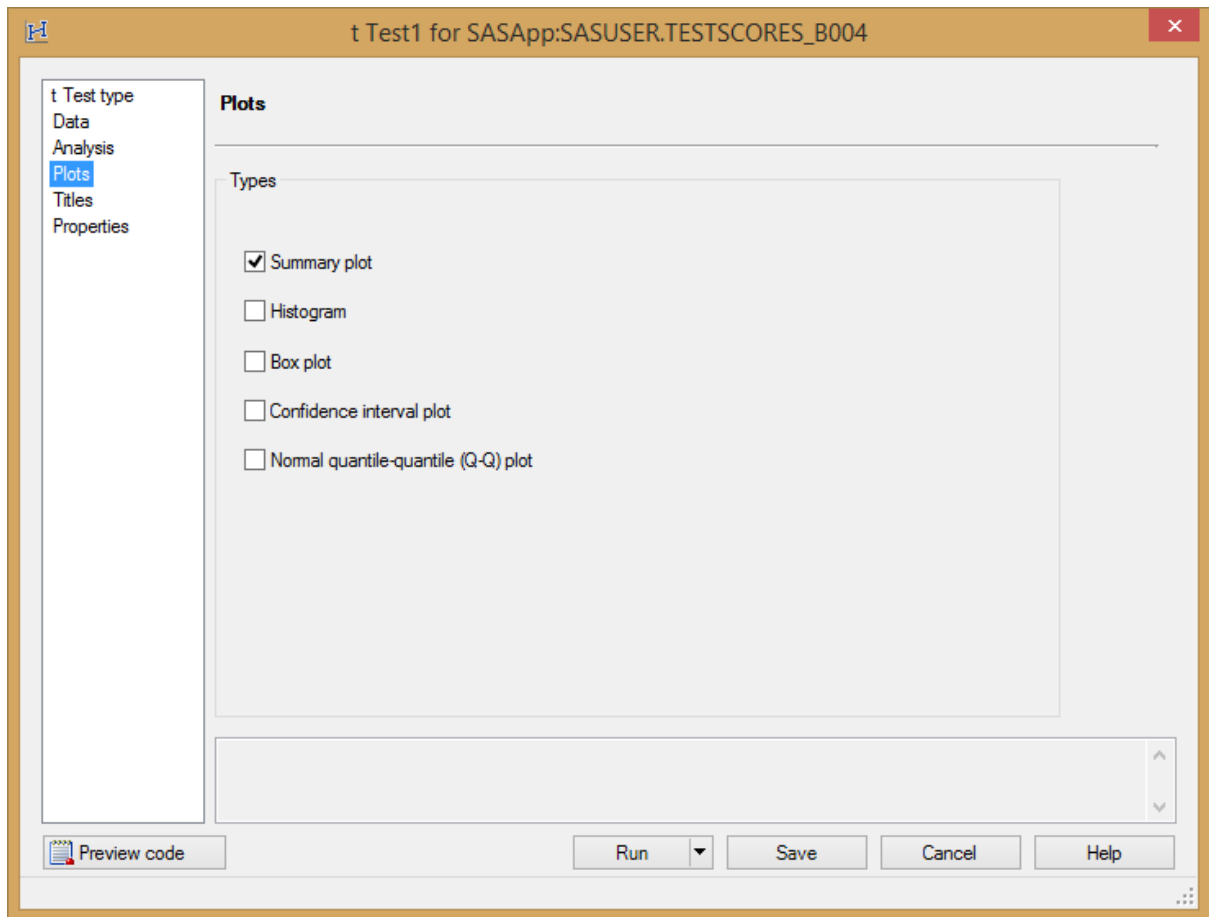 t Test1 for SASApp:SASUSER.TESTSCORES_B004
t Test type
Data
Analysis
Plots
Titles
Properties
Plots
Types
Summary plot
Histogram
Box plot
Confidence interval plot
Normal quantile-quantile (Q-Q) plot
Preview code
Run
Save
Cancel
Help